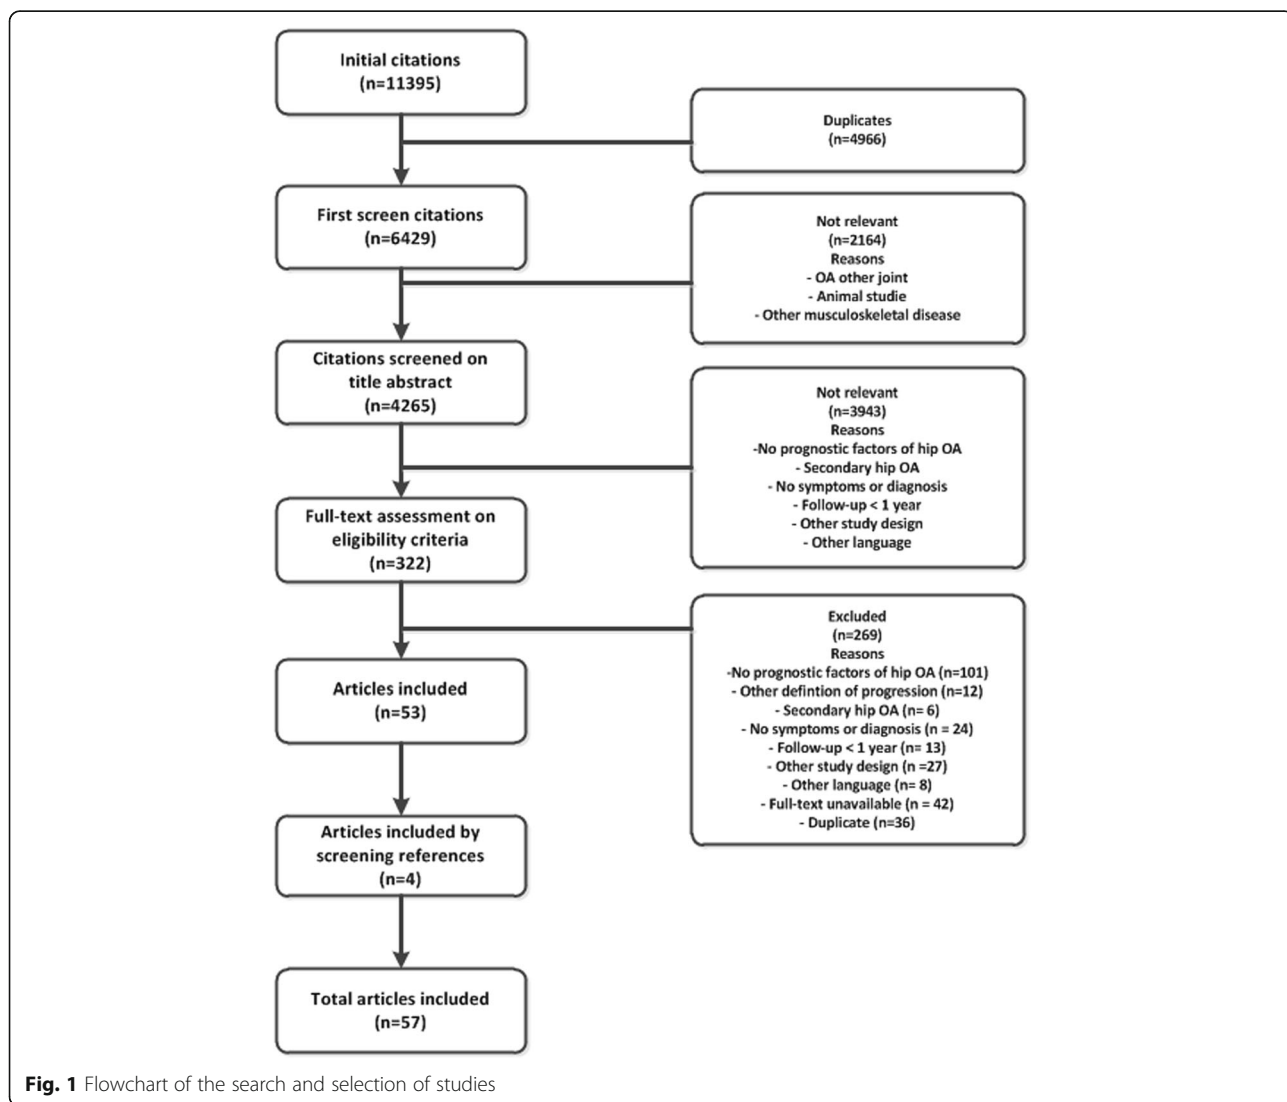 Initial citations
(n=11395)
Duplicates
(n=4966)
First screen citations
(n=6429)
Not relevant
(n=2164)
Reasons
- OA other joint
- Animal studie
- Other musculoskeletal disease
Citations screened on
title abstract
(n=4265)
Not relevant
(n=3943)
Reasons
-No prognostic factors of hip OA
- Secondary hip OA
- No symptoms or diagnosis
- Follow-up < 1 year
- Other study design
- Other language
Full-text assessment on
eligibility criteria
(n=322)
Excluded
(n=269)
Reasons
-No prognostic factors of hip OA (n=101)
- Other defintion of progression (n=12)
- Secondary hip OA (n= 6)
- No symptoms or diagnosis (n = 24)
- Follow-up < 1 year (n= 13)
- Other study design (n =27)
- Other language (n= 8)
- Full-text unavailable (n = 42)
- Duplicate (n=36)
Articles included
(n=53)
Articles included by
screening references
(n=4)
Total articles included
(n=57)
Fig. 1 Flowchart of the search and selection of studies